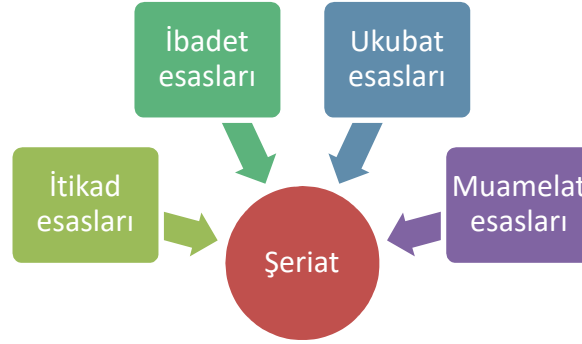 İbadet
esasları
Ukubat
esasları
İtikad
esasları
Muamelat
esasları
Şeriat